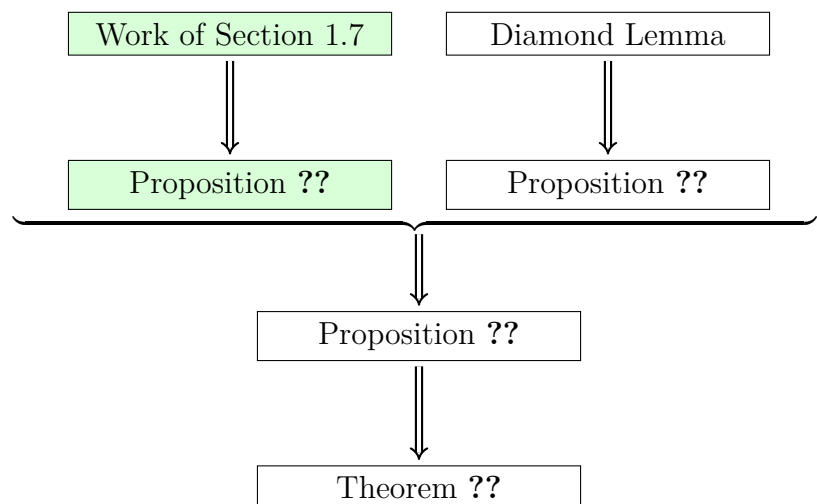 Work of Section 1.7
Diamond Lemma
Proposition ??
Proposition ??
Proposition ??
Theorem ??